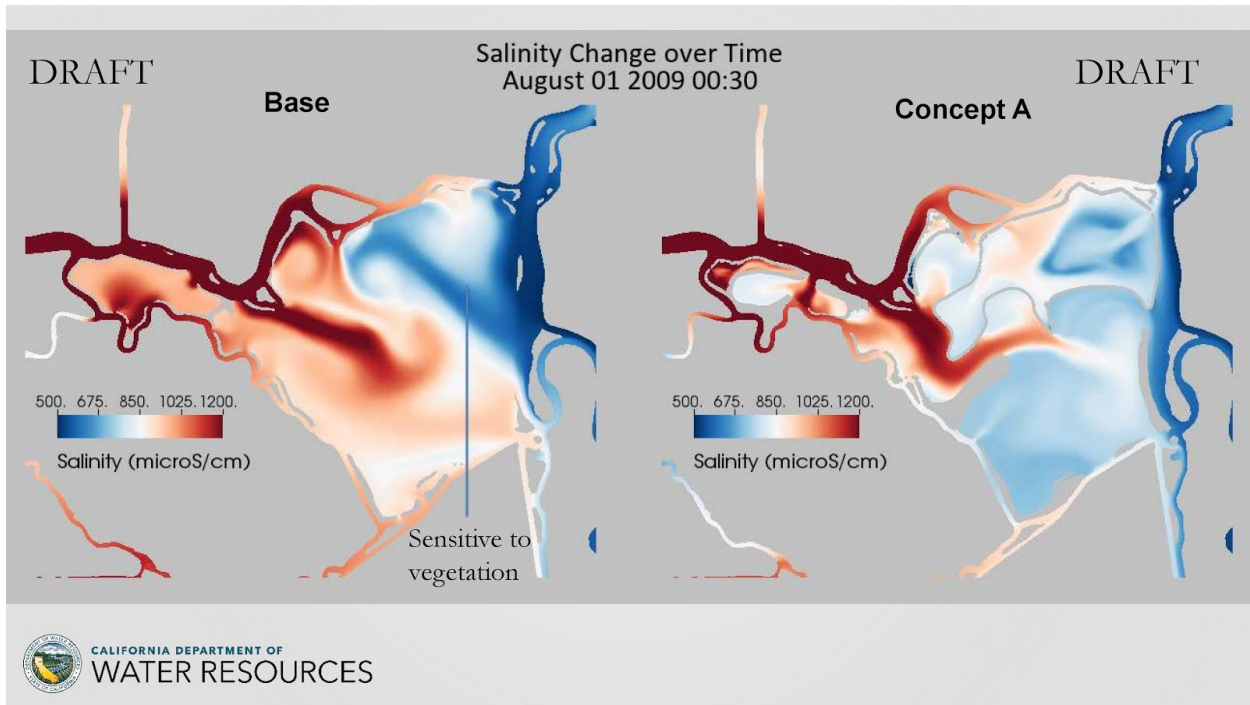 DRAFT
Salinity Change over Time
August 01 2009 00:30
DRAFT
Base
Concept A
500. 675. 850. 1025. 1200.
Salinity (microS/cm)
500. 675. 850. 1025. 1200.
Salinity (microS/cm)
Sensitive to
vegetation
CALIFORNIA DEPARTMENT OF
WATER RESOURCES